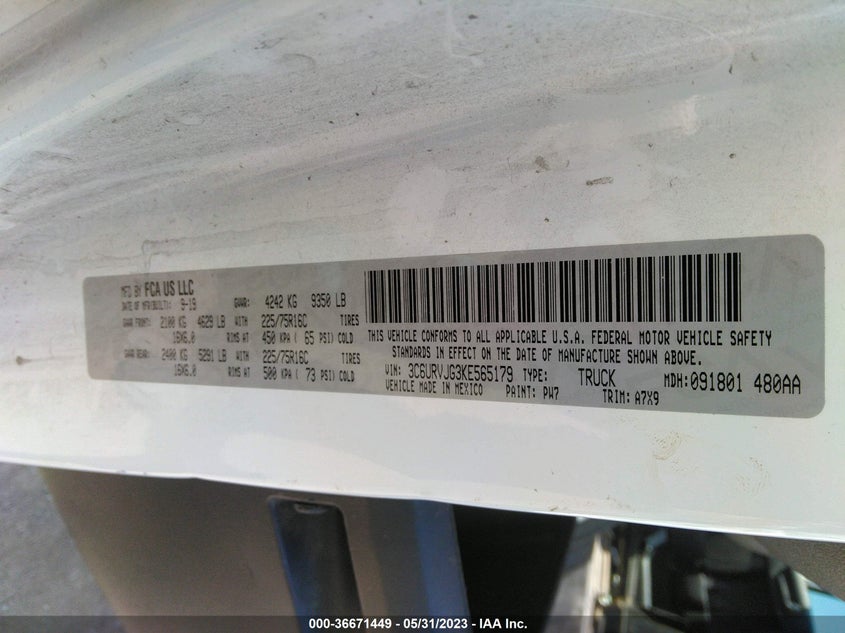 MFD BY FCA US LLC
DATE OF MFR(BUILT): 9-19 GVWR: 4242 KG 9350 LB
GAWR FRONT: 2100 KG 4629 LB WITH 225/75R16C TIRES
16X6.0 RIMS AT 450 KPA ( 65 PSI) COLD
GAWR REAR: 2400 KG 5291 LB WITH 225/75R16C TIRES
16X6.0 RIMS AT 500 KPA ( 73 PSI) COLD
THIS VEHICLE CONFORMS TO ALL APPLICABLE U.S.A. FEDERAL MOTOR VEHICLE SAFETY
STANDARDS IN EFFECT ON THE DATE OF MANUFACTURE SHOWN ABOVE.
VIN: 3C6URVJG3KE565179 TYPE: TRUCK MDH:091801 480AA
VEHICLE MADE IN MEXICO PAINT: PW7 TRIM: A7X9
000-36671449 - 05/31/2023 - IAA Inc.